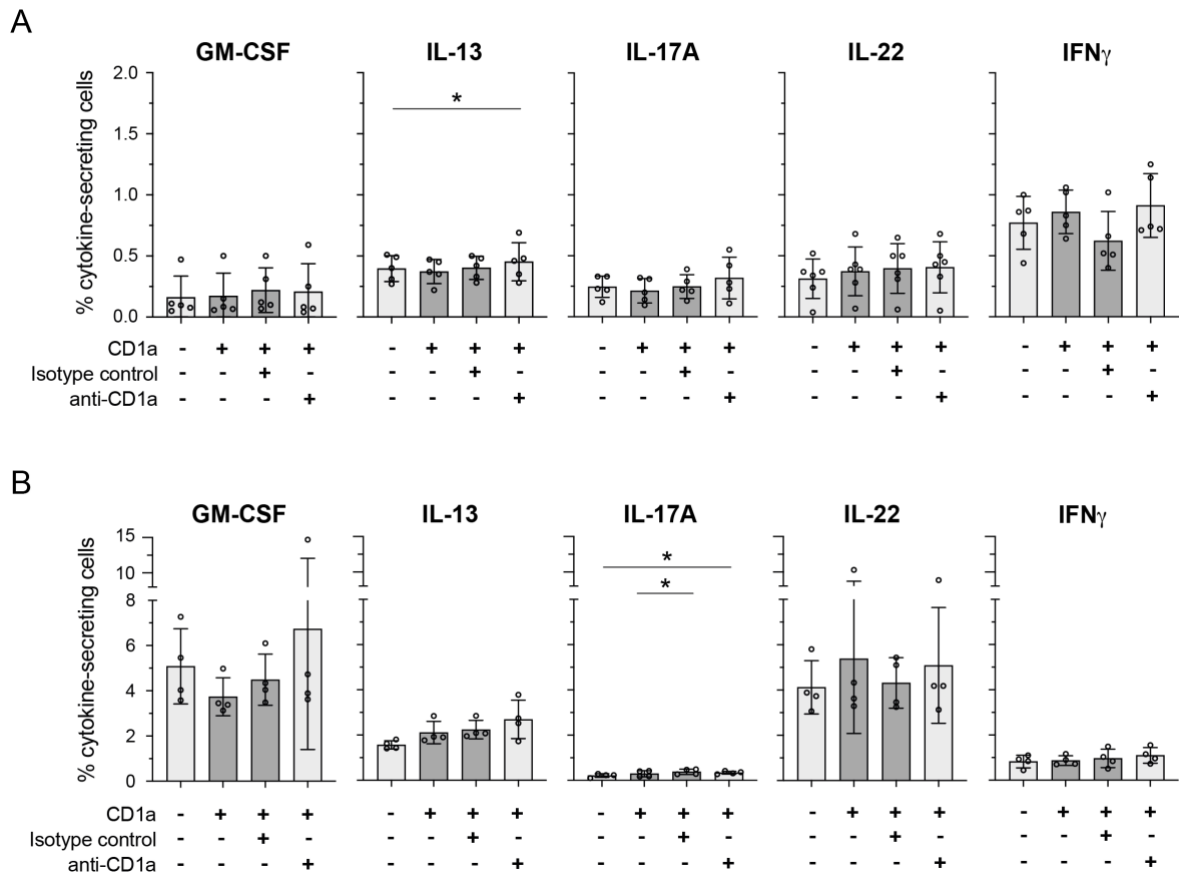 A
GM-CSF IL-13 IL-17A IL-22 IFNγ
% cytokine-secreting cells
2.0
1.5
1.0
0.5
0.0
*
CD1a - + + + - + + + - + + + - + + + - + + +
Isotype control - - + - - - + - - - + - - - + - - - + -
anti-CD1a - - - + - - - + - - - + - - - + - - - +
B
GM-CSF IL-13 IL-17A IL-22 IFNγ
% cytokine-secreting cells
15
10
8
6
4
2
0
*
*
CD1a - + + + - + + + - + + + - + + + - + + +
Isotype control - - + - - - + - - - + - - - + - - - + -
anti-CD1a - - - + - - - + - - - + - - - + - - - +